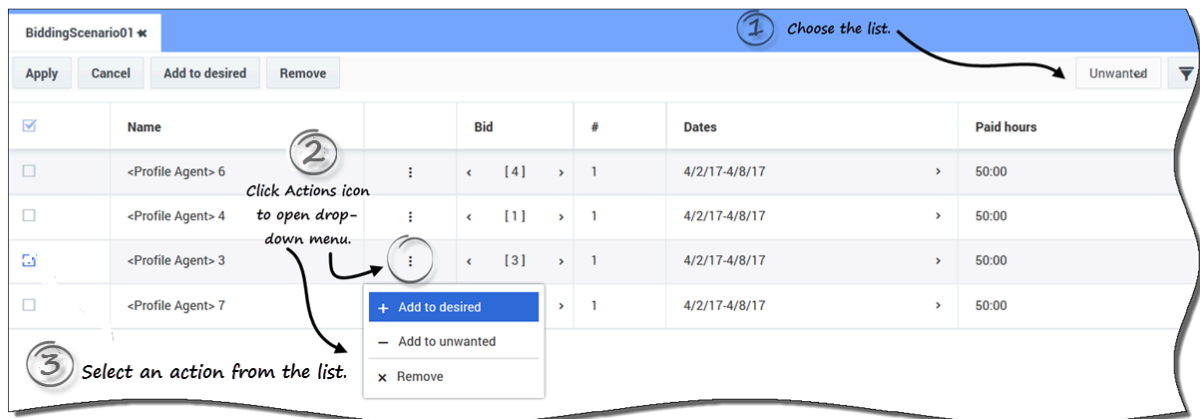 BiddingScenario01 ✖
1 Choose the list.
Apply Cancel Add to desired Remove Unwanted
Name Bid # Dates Paid hours
<Profile Agent> 6 ⋮ ‹ [ 4 ] › 1 4/2/17-4/8/17 › 50:00
2
Click Actions icon
to open drop-
down menu.
<Profile Agent> 4 ⋮ ‹ [ 1 ] › 1 4/2/17-4/8/17 › 50:00
<Profile Agent> 3 ⋮ ‹ [ 3 ] › 1 4/2/17-4/8/17 › 50:00
<Profile Agent> 7 › 1 4/2/17-4/8/17 › 50:00
+ Add to desired
− Add to unwanted
× Remove
3 Select an action from the list.